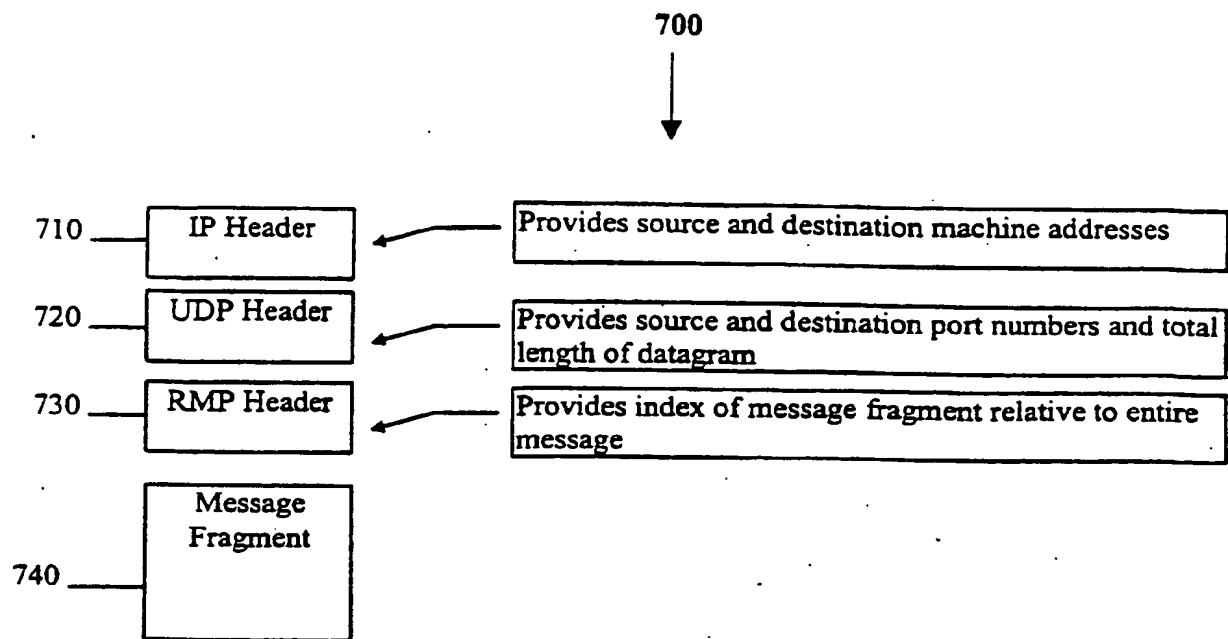 700
710
IP Header
Provides source and destination machine addresses
720
UDP Header
Provides source and destination port numbers and total
length of datagram
730
RMP Header
Provides index of message fragment relative to entire
message
Message
Fragment
740